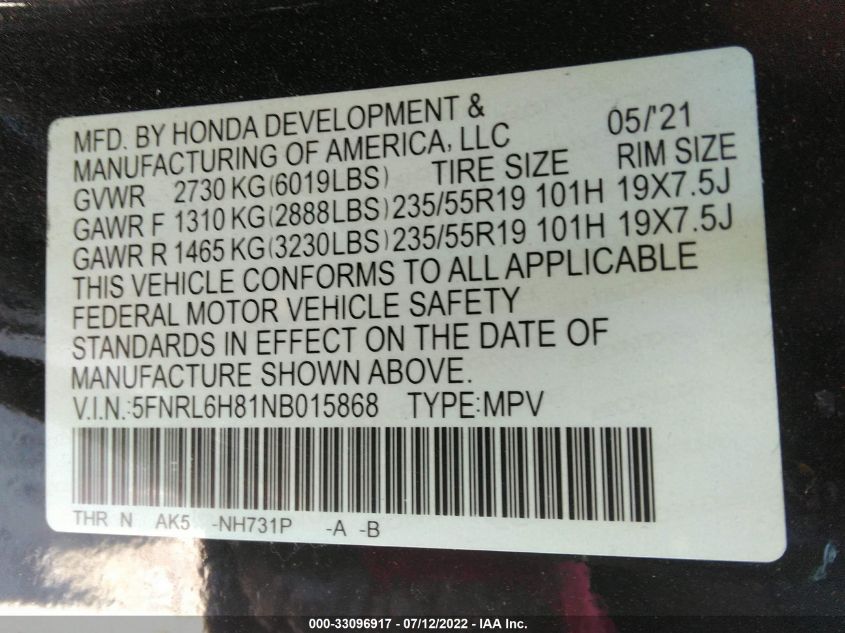 MFD. BY HONDA DEVELOPMENT &
MANUFACTURING OF AMERICA, LLC 05/'21
GVWR 2730 KG(6019LBS) TIRE SIZE RIM SIZE
GAWR F 1310 KG(2888LBS)235/55R19 101H 19X7.5J
GAWR R 1465 KG(3230LBS)235/55R19 101H 19X7.5J
THIS VEHICLE CONFORMS TO ALL APPLICABLE
FEDERAL MOTOR VEHICLE SAFETY
STANDARDS IN EFFECT ON THE DATE OF
MANUFACTURE SHOWN ABOVE.
V.I.N.:5FNRL6H81NB015868 TYPE:MPV
THR N AK5 -NH731P -A -B
000-33096917 - 07/12/2022 - IAA Inc.